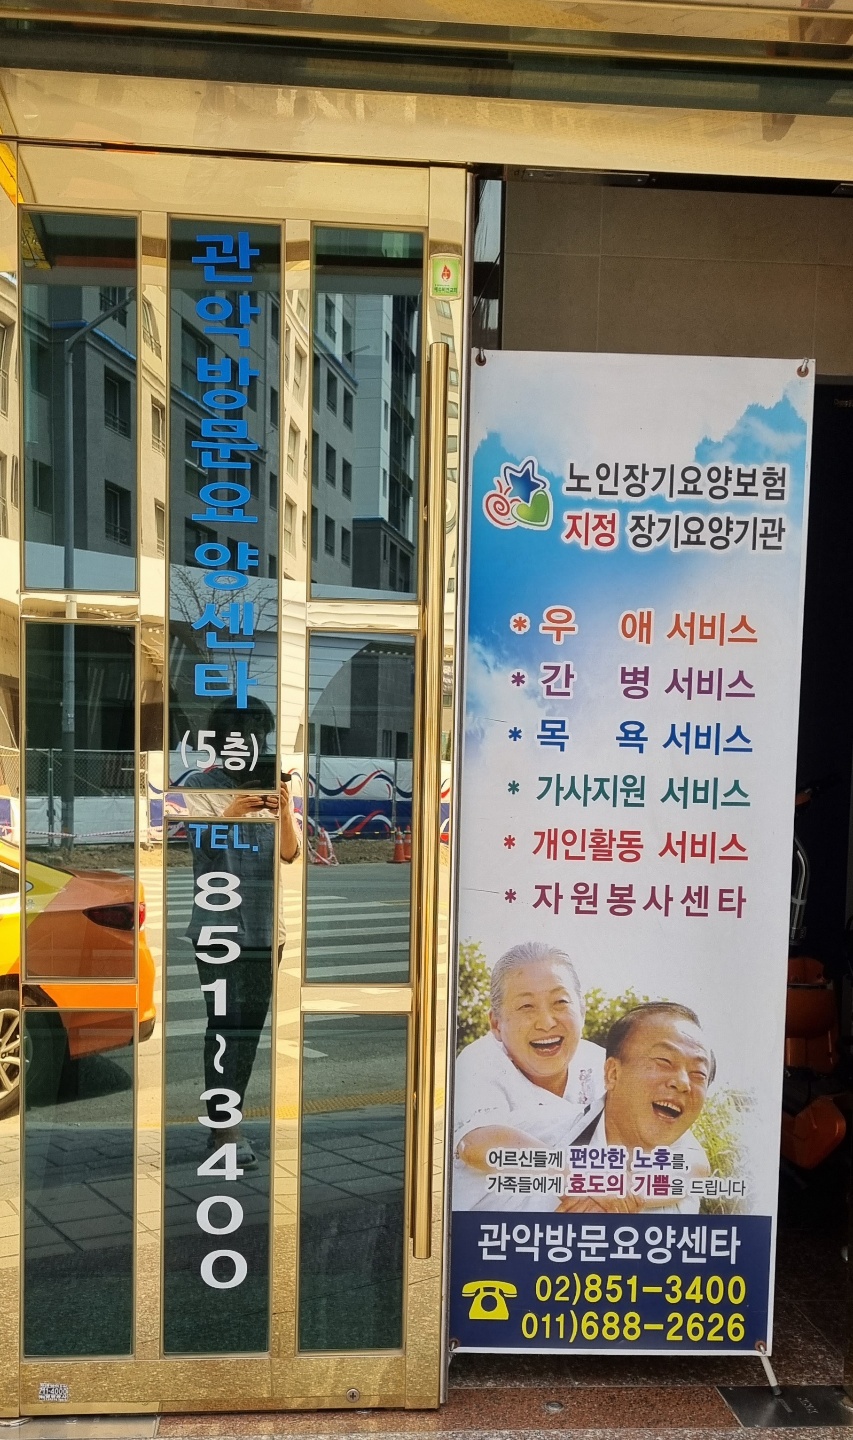 관악방문요양센타
(5층)
TEL.
851~3400
노인장기요양보험
지정 장기요양기관
* 우 애 서비스
* 간 병 서비스
* 목 욕 서비스
* 가사지원 서비스
* 개인활동 서비스
* 자원봉사센타
어르신들께 편안한 노후를,
가족들에게 효도의 기쁨을 드립니다
관악방문요양센타
02)851-3400
011)688-2626